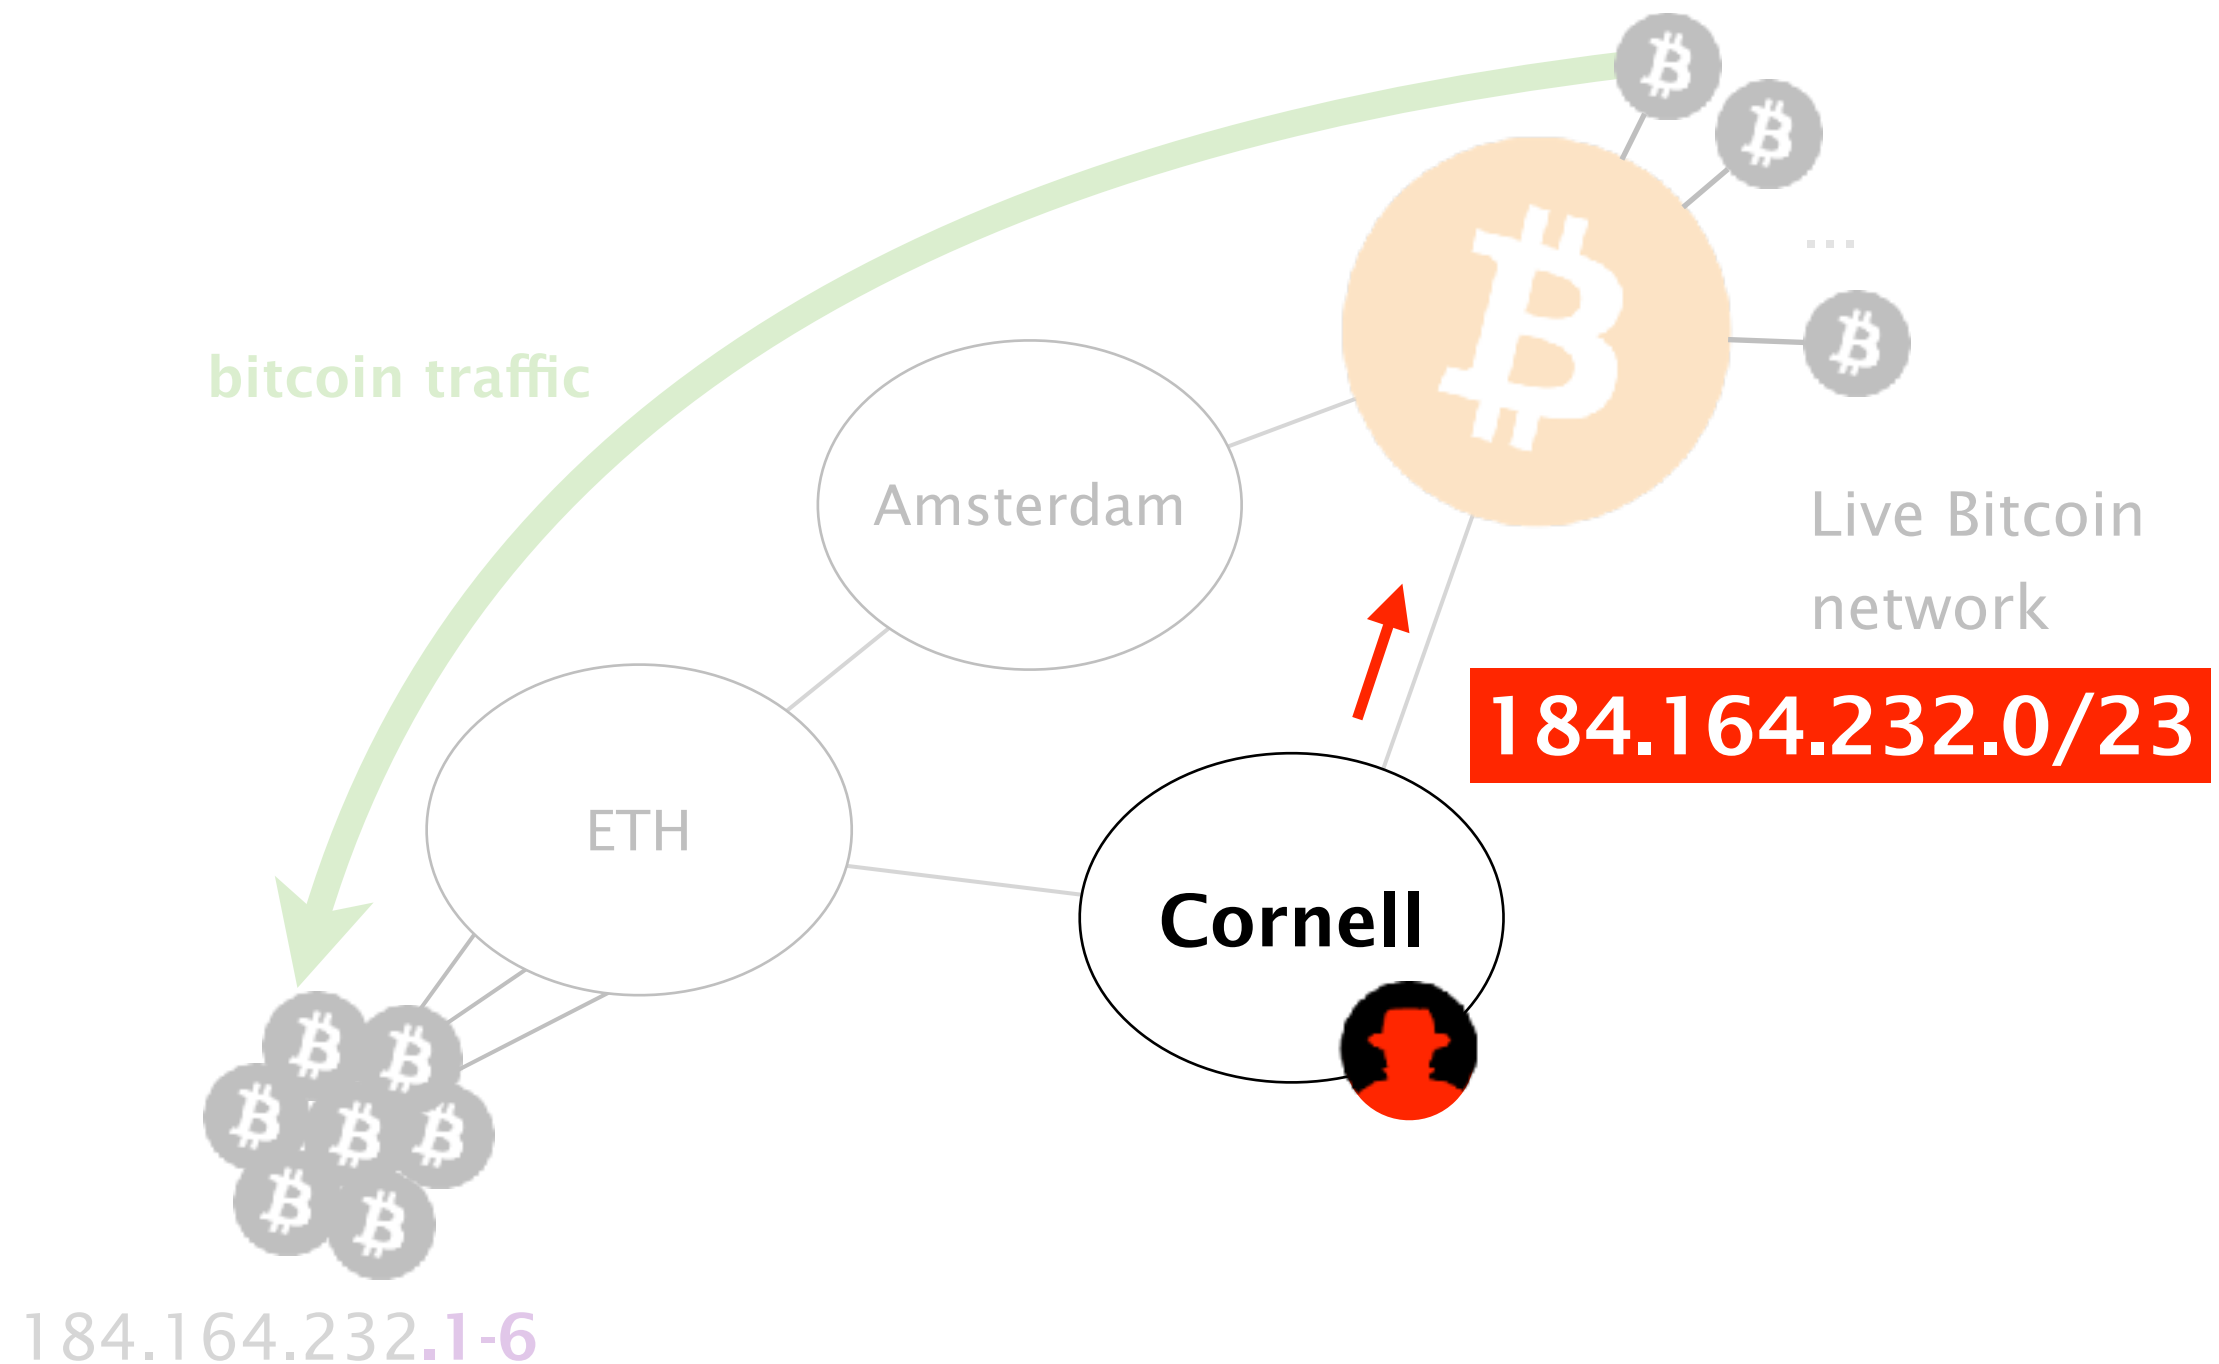 bitcoin traffic
...
Amsterdam
Live Bitcoin
network
184.164.232.0/23
ETH
Cornell
184.164.232.1-6